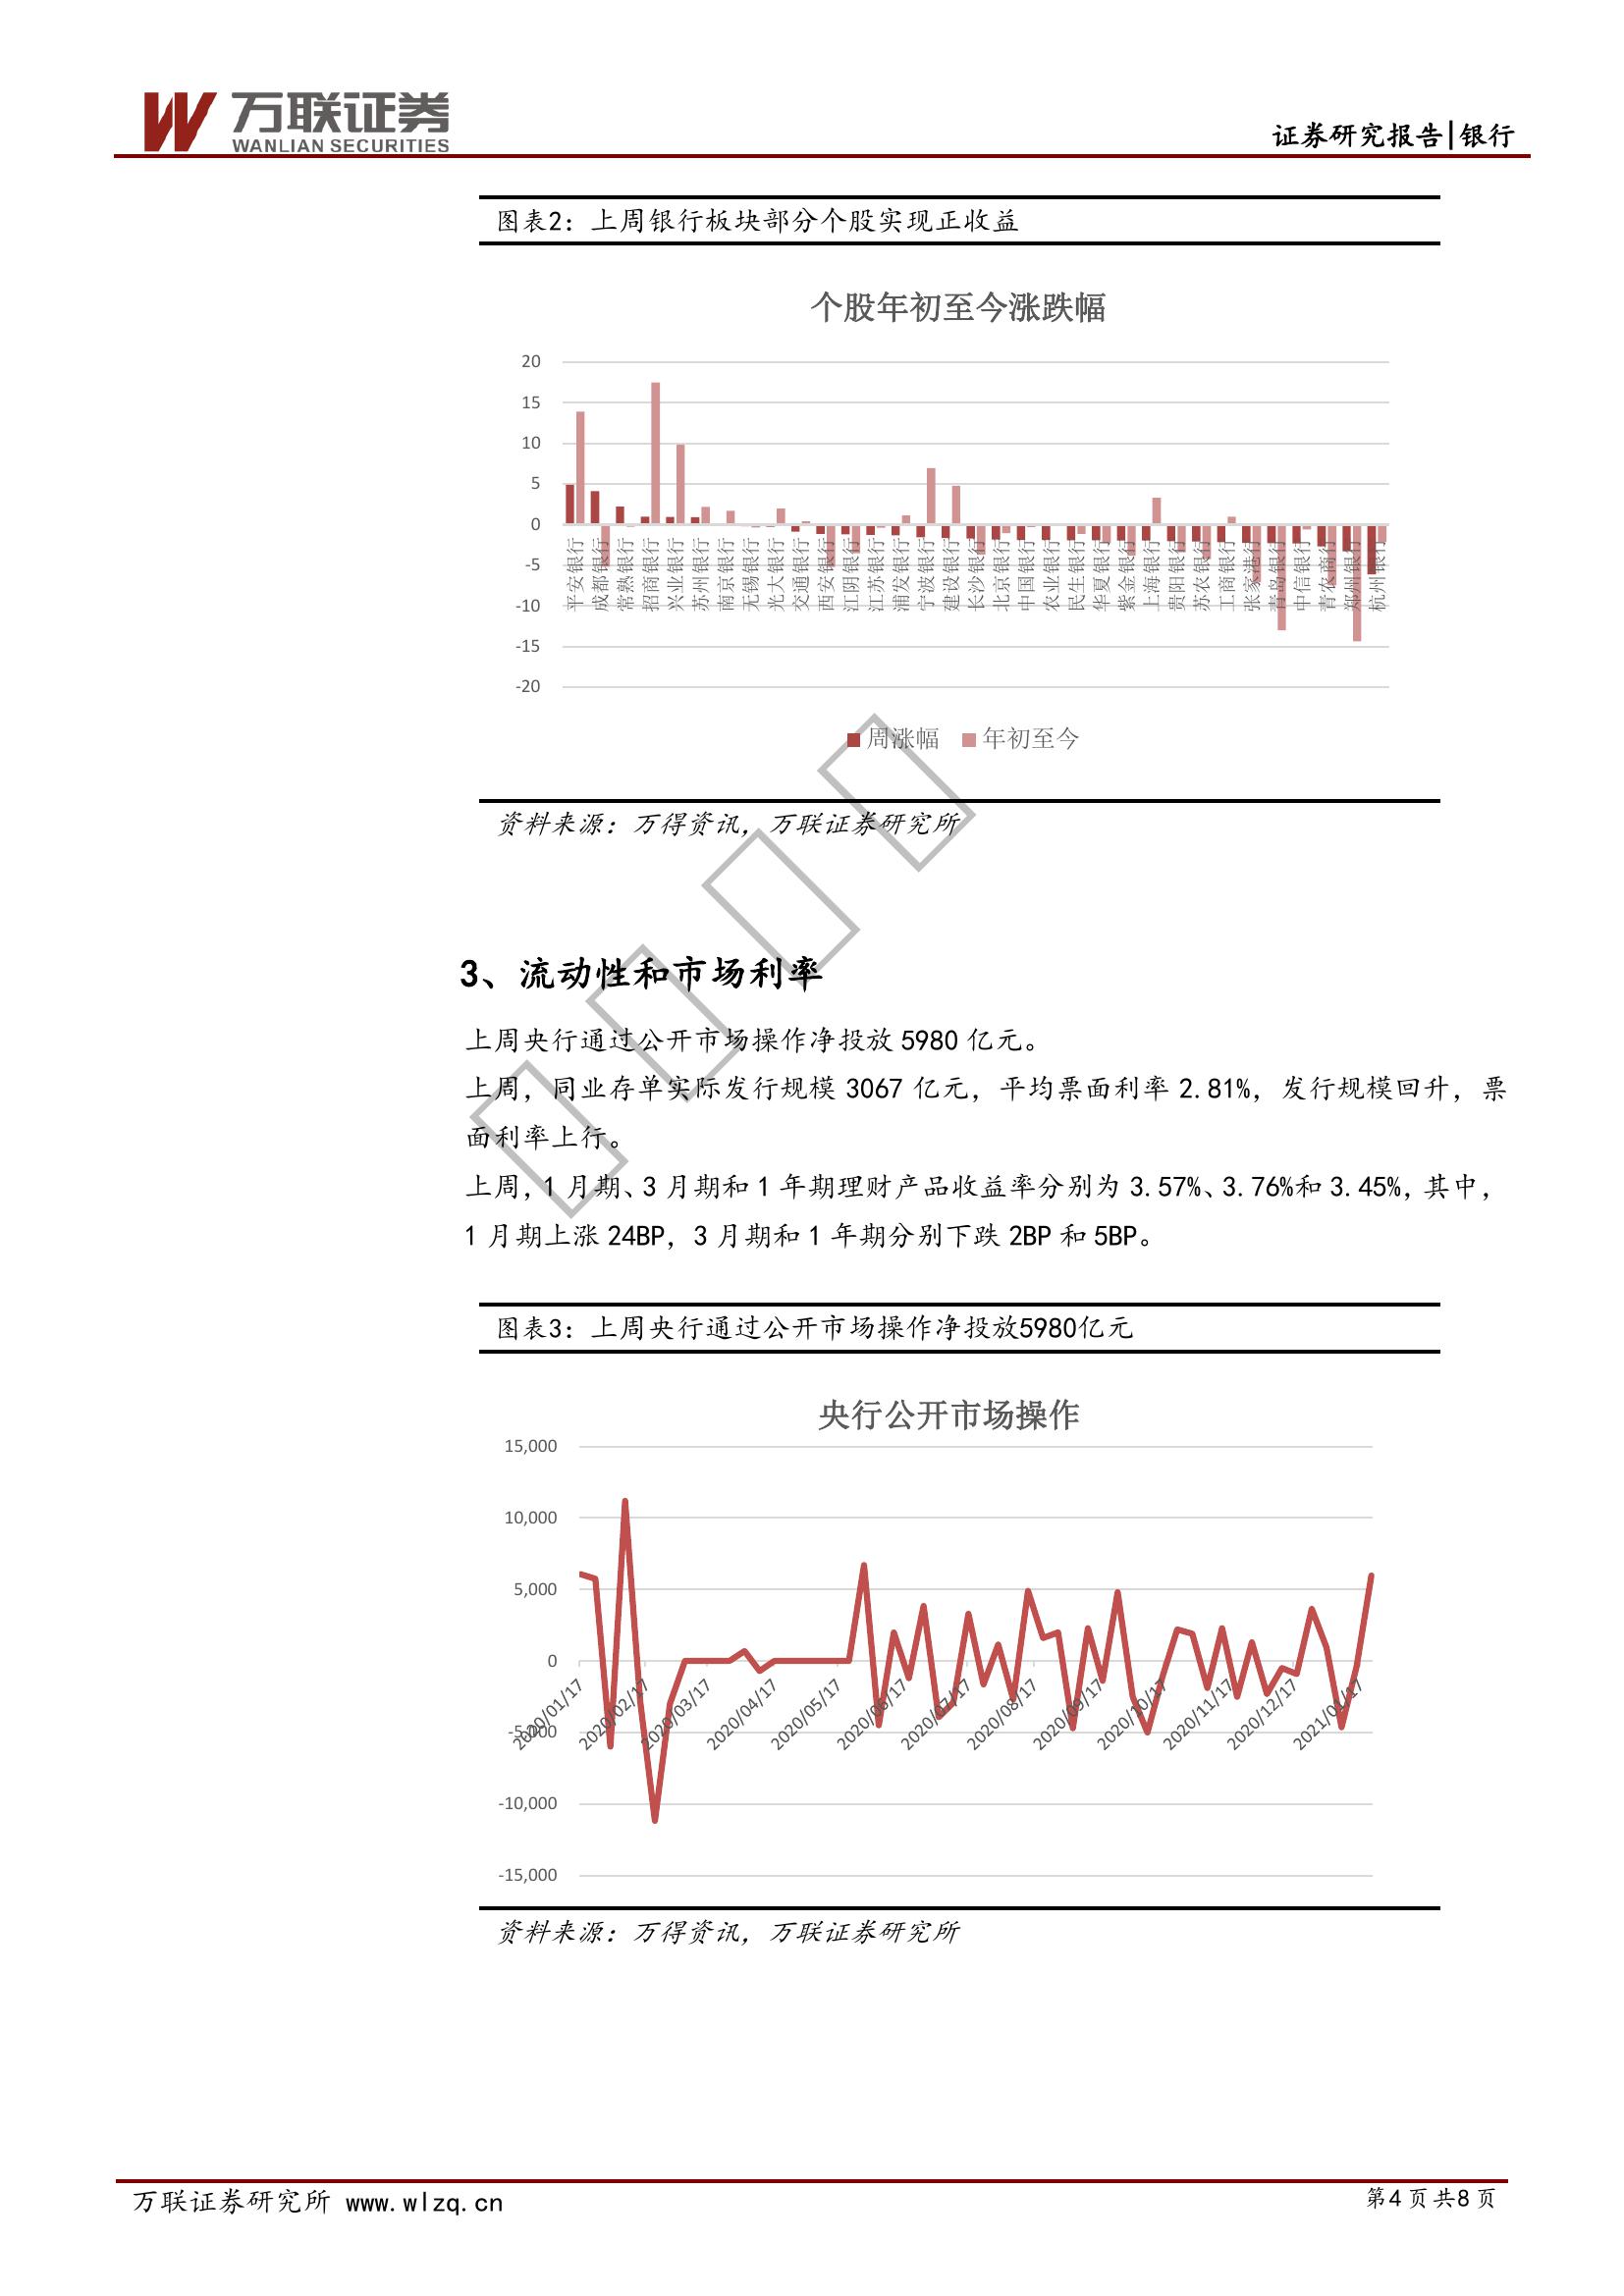 万联证券
WANLIAN SECURITIES
证券研究报告|银行
图表2：上周银行板块部分个股实现正收益
个股年初至今涨跌幅
20
15
10
5
0
-5
-10
-15
-20
平安银行
成都银行
常熟银行
招商银行
兴业银行
苏州银行
南京银行
无锡银行
光大银行
交通银行
西安银行
江阴银行
江苏银行
浦发银行
宁波银行
建设银行
长沙银行
北京银行
中国银行
农业银行
民生银行
华夏银行
紫金银行
上海银行
贵阳银行
苏农银行
工商银行
张家港行
青岛银行
中信银行
青农商行
郑州银行
杭州银行
周涨幅 年初至今
资料来源：万得资讯，万联证券研究所
3、流动性和市场利率
上周央行通过公开市场操作净投放 5980 亿元。
上周，同业存单实际发行规模 3067 亿元，平均票面利率 2.81%，发行规模回升，票
面利率上行。
上周，1 月期、3 月期和 1 年期理财产品收益率分别为 3.57%、3.76%和 3.45%，其中，
1 月期上涨 24BP，3 月期和 1 年期分别下跌 2BP 和 5BP。
图表3：上周央行通过公开市场操作净投放5980亿元
央行公开市场操作
15,000
10,000
5,000
0
-5,000
-10,000
-15,000
2020/01/17
2020/02/17
2020/03/17
2020/04/17
2020/05/17
2020/06/17
2020/07/17
2020/08/17
2020/09/17
2020/10/17
2020/11/17
2020/12/17
2021/01/17
资料来源：万得资讯，万联证券研究所
万联证券研究所 www.wlzq.cn
第4页共8页